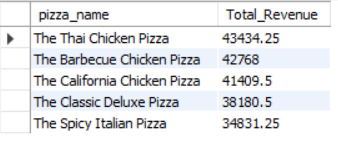 pizza_name Total_Revenue
The Thai Chicken Pizza 43434.25
The Barbecue Chicken Pizza 42768
The California Chicken Pizza 41409.5
The Classic Deluxe Pizza 38180.5
The Spicy Italian Pizza 34831.25